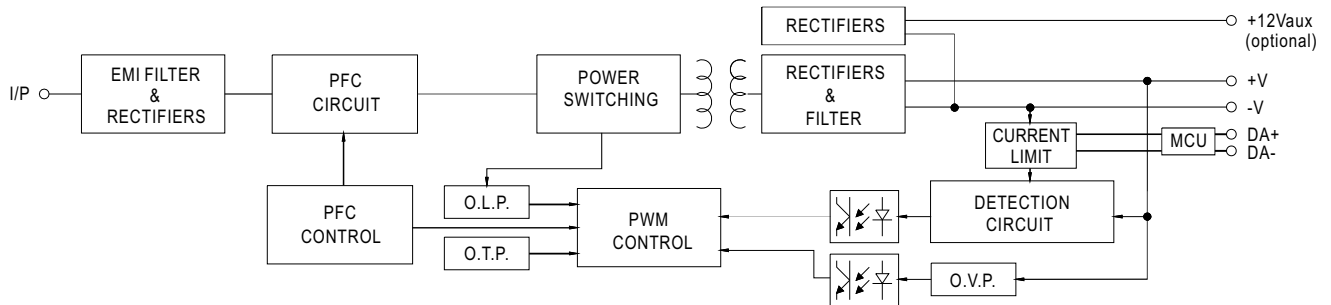 RECTIFIERS
+12Vaux
(optional)
I/P
EMI FILTER
&
RECTIFIERS
PFC
CIRCUIT
POWER
SWITCHING
RECTIFIERS
&
FILTER
+V
-V
CURRENT
LIMIT
MCU
DA+
DA-
PFC
CONTROL
O.L.P.
O.T.P.
PWM
CONTROL
DETECTION
CIRCUIT
O.V.P.